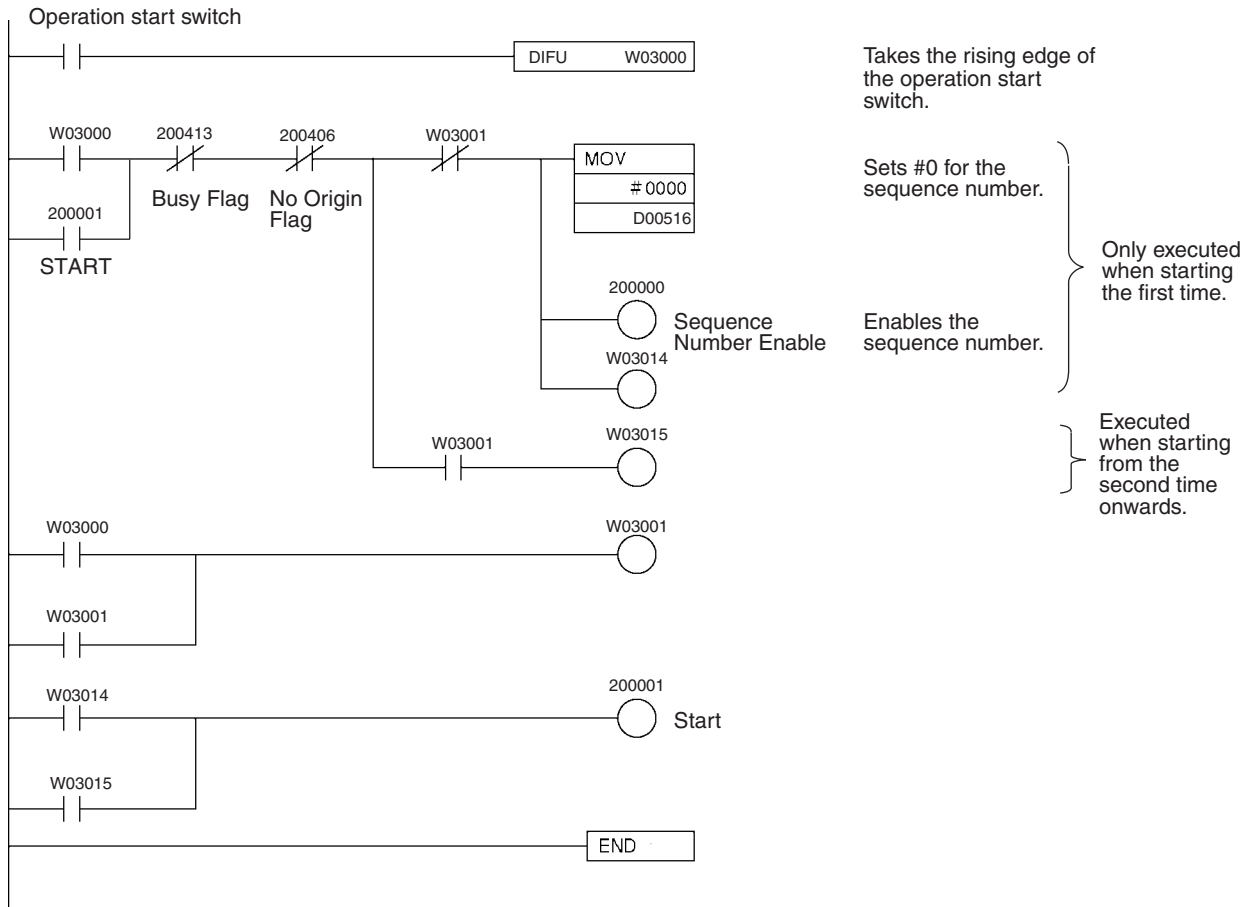 Operation start switch
DIFU W03000
Takes the rising edge of
the operation start
switch.
W03000 200413 200406 W03001
MOV
#0000
D00516
Busy Flag No Origin
Flag
Sets #0 for the
sequence number.
200001
START
Only executed
when starting
the first time.
200000
Sequence
Number Enable
Enables the
sequence number.
W03014
W03001 W03015
Executed
when starting
from the
second time
onwards.
W03000 W03001
W03001
W03014 200001
Start
W03015
END